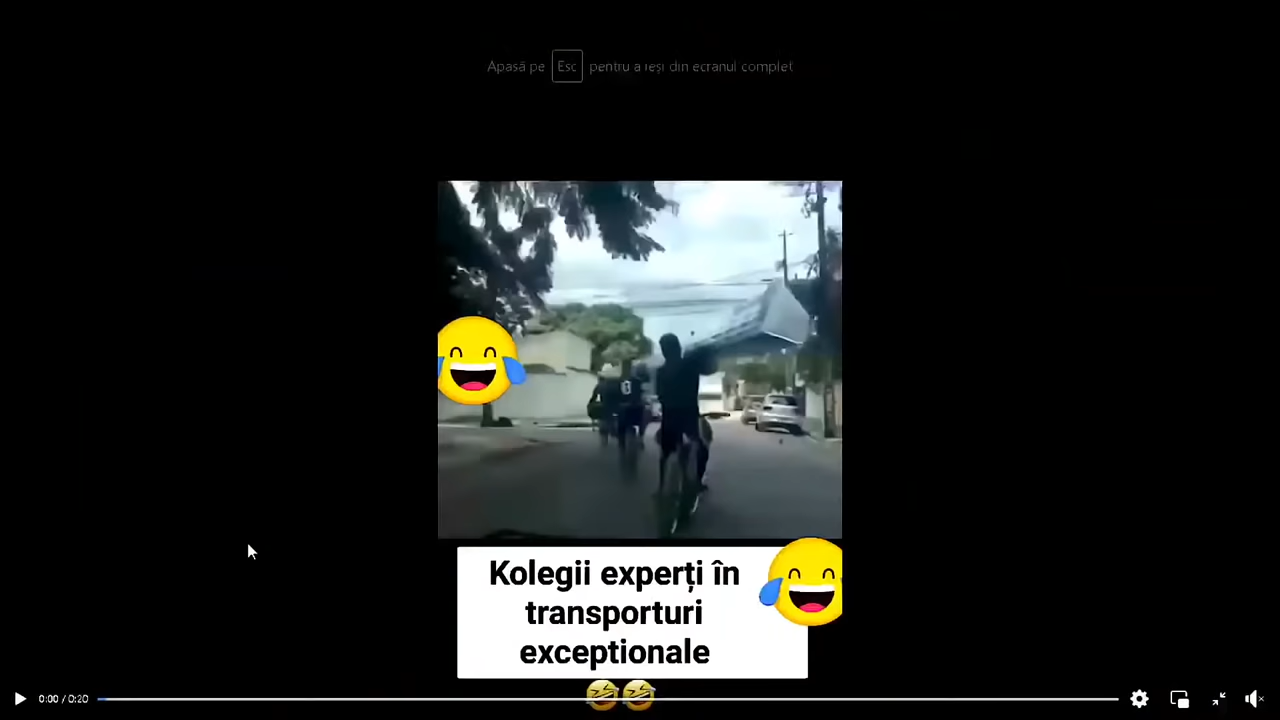 Apasă pe Esc pentru a ieși din ecranul complet
Kolegii experți în
transporturi
exceptionale
0:00 / 0:20